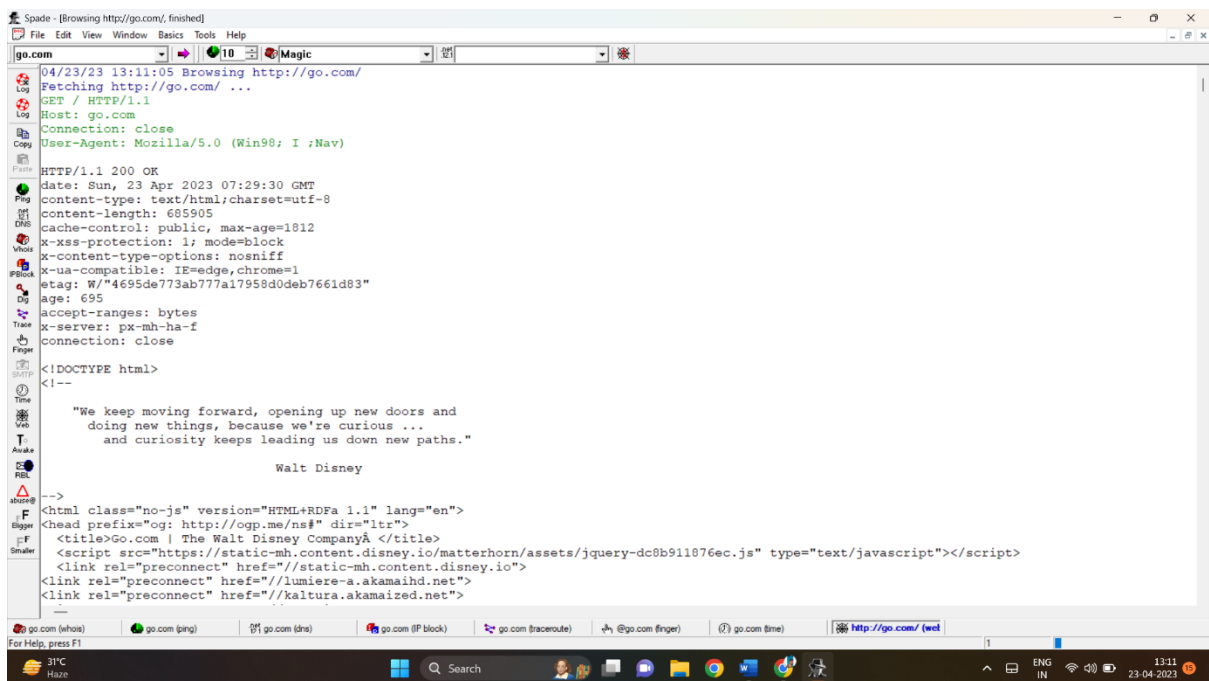 Spade - [Browsing http://go.com/, finished]
File Edit View Window Basics Tools Help
go.com 10 Magic
04/23/23 13:11:05 Browsing http://go.com/
Fetching http://go.com/ ...
GET / HTTP/1.1
Host: go.com
Connection: close
User-Agent: Mozilla/5.0 (Win98; I ;Nav)
HTTP/1.1 200 OK
date: Sun, 23 Apr 2023 07:29:30 GMT
content-type: text/html;charset=utf-8
content-length: 685905
cache-control: public, max-age=1812
x-xss-protection: 1; mode=block
x-content-type-options: nosniff
x-ua-compatible: IE=edge,chrome=1
etag: W/"4695de773ab777a17958d0deb7661d83"
age: 695
accept-ranges: bytes
x-server: px-mh-ha-f
connection: close
<!DOCTYPE html>
<!--
"We keep moving forward, opening up new doors and
doing new things, because we're curious ...
and curiosity keeps leading us down new paths."
Walt Disney
-->
<html class="no-js" version="HTML+RDFa 1.1" lang="en">
<head prefix="og: http://ogp.me/ns#" dir="ltr">
<title>Go.com | The Walt Disney CompanyÂ </title>
<script src="https://static-mh.content.disney.io/matterhorn/assets/jquery-dc8b911876ec.js" type="text/javascript"></script>
<link rel="preconnect" href="//static-mh.content.disney.io">
<link rel="preconnect" href="//lumiere-a.akamaihd.net">
<link rel="preconnect" href="//kaltura.akamaized.net">
Log
Log
Copy
Paste
Ping
DNS
Whois
IPBlock
Dig
Trace
Finger
SMTP
Time
Web
Awake
RBL
abuse@
Bigger
Smaller
go.com (whois) go.com (ping) go.com (dns) go.com (IP block) go.com (traceroute) @go.com (finger) go.com (time) http://go.com/ (wel
For Help, press F1 1
31°C
Haze
Search
ENG
IN
13:11
23-04-2023
15